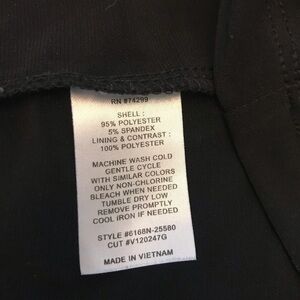 RN #74299
SHELL :
95% POLYESTER
5% SPANDEX
LINING & CONTRAST :
100% POLYESTER
MACHINE WASH COLD
GENTLE CYCLE
WITH SIMILAR COLORS
ONLY NON-CHLORINE
BLEACH WHEN NEEDED
TUMBLE DRY LOW
REMOVE PROMPTLY
COOL IRON IF NEEDED
STYLE #6168N-25580
CUT #V120247G
MADE IN VIETNAM